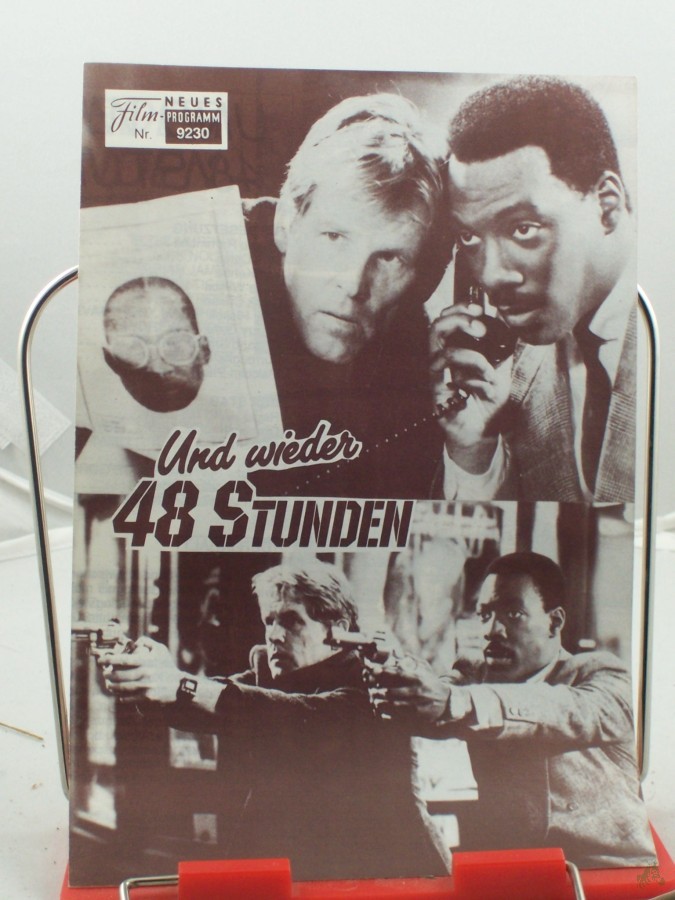 Film-
NEUES
PROGRAMM
Nr. 9230
Und wieder
48 STUNDEN